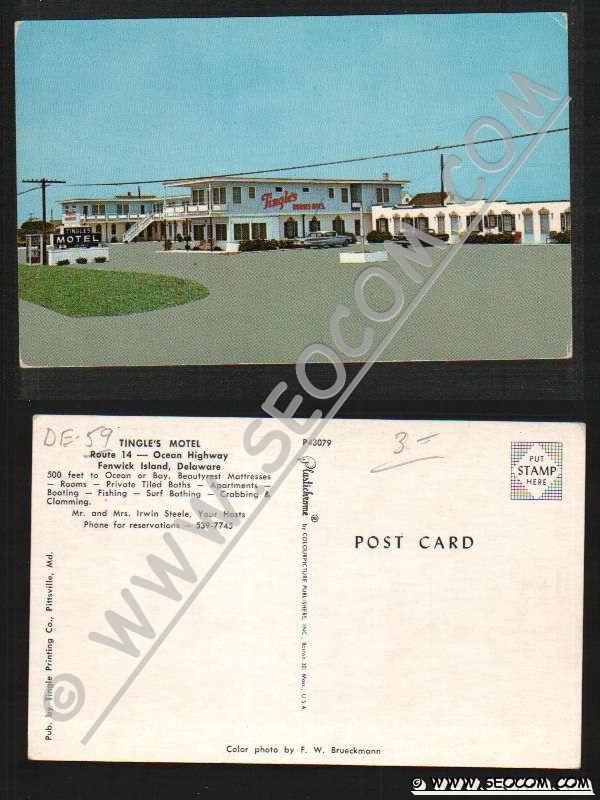 Tingle's
TINGLE'S
MOTEL
© WWW.SEOCOM.COM
DE-59
TINGLE'S MOTEL
Route 14 — Ocean Highway
Fenwick Island, Delaware
500 feet to Ocean or Bay. Beautyrest Mattresses
— Rooms — Private Tiled Baths — Apartments —
Boating — Fishing — Surf Bathing — Crabbing &
Clamming.
Mr. and Mrs. Irwin Steele, Your Hosts
Phone for reservations — 539-7745
Pub. by Tingle Printing Co., Pittsville, Md.
P43079
Plastichrome ® by COLOURPICTURE PUBLISHERS, INC., Boston 30, Mass., U.S.A.
3-
PUT
STAMP
HERE
POST CARD
Color photo by F. W. Brueckmann
© WWW.SEOCOM.COM